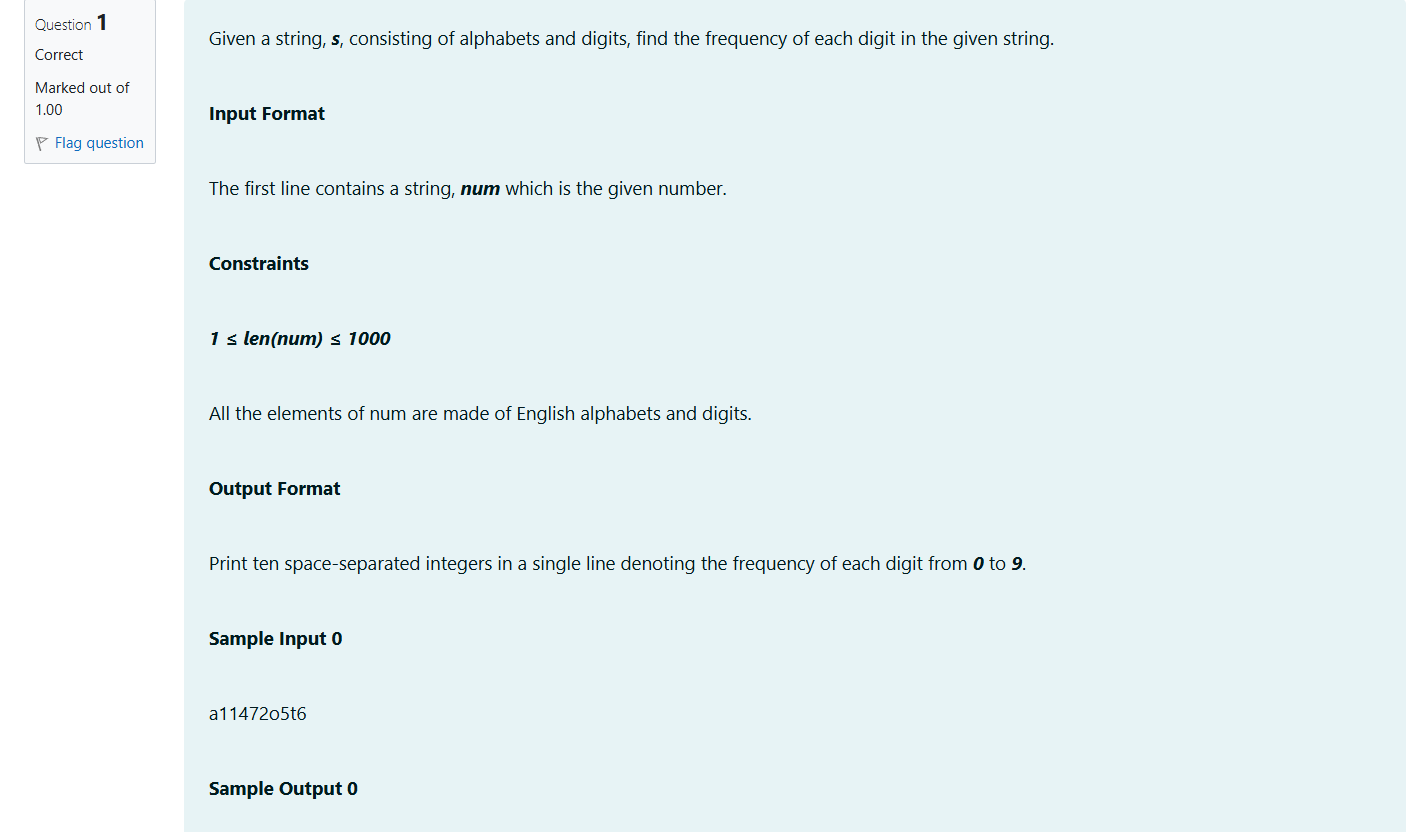 Question 1
Correct
Marked out of
1.00
Flag question
Given a string, s, consisting of alphabets and digits, find the frequency of each digit in the given string.
Input Format
The first line contains a string, num which is the given number.
Constraints
1 ≤ len(num) ≤ 1000
All the elements of num are made of English alphabets and digits.
Output Format
Print ten space-separated integers in a single line denoting the frequency of each digit from 0 to 9.
Sample Input 0
a11472o5t6
Sample Output 0